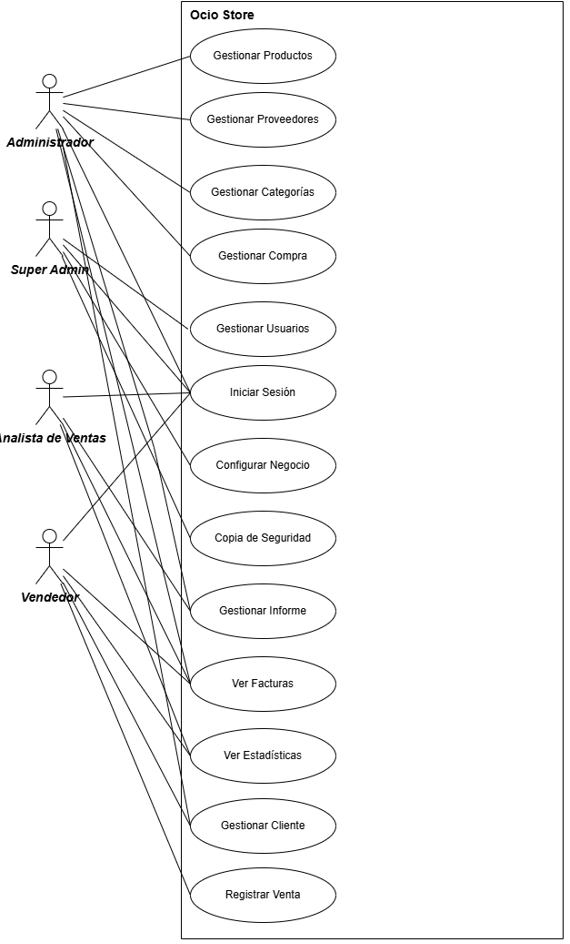 Ocio Store
Gestionar Productos
Administrador
Gestionar Proveedores
Gestionar Categorías
Super Admin
Gestionar Compra
Gestionar Usuarios
Iniciar Sesión
Analista de Ventas
Configurar Negocio
Copia de Seguridad
Vendedor
Gestionar Informe
Ver Facturas
Ver Estadísticas
Gestionar Cliente
Registrar Venta